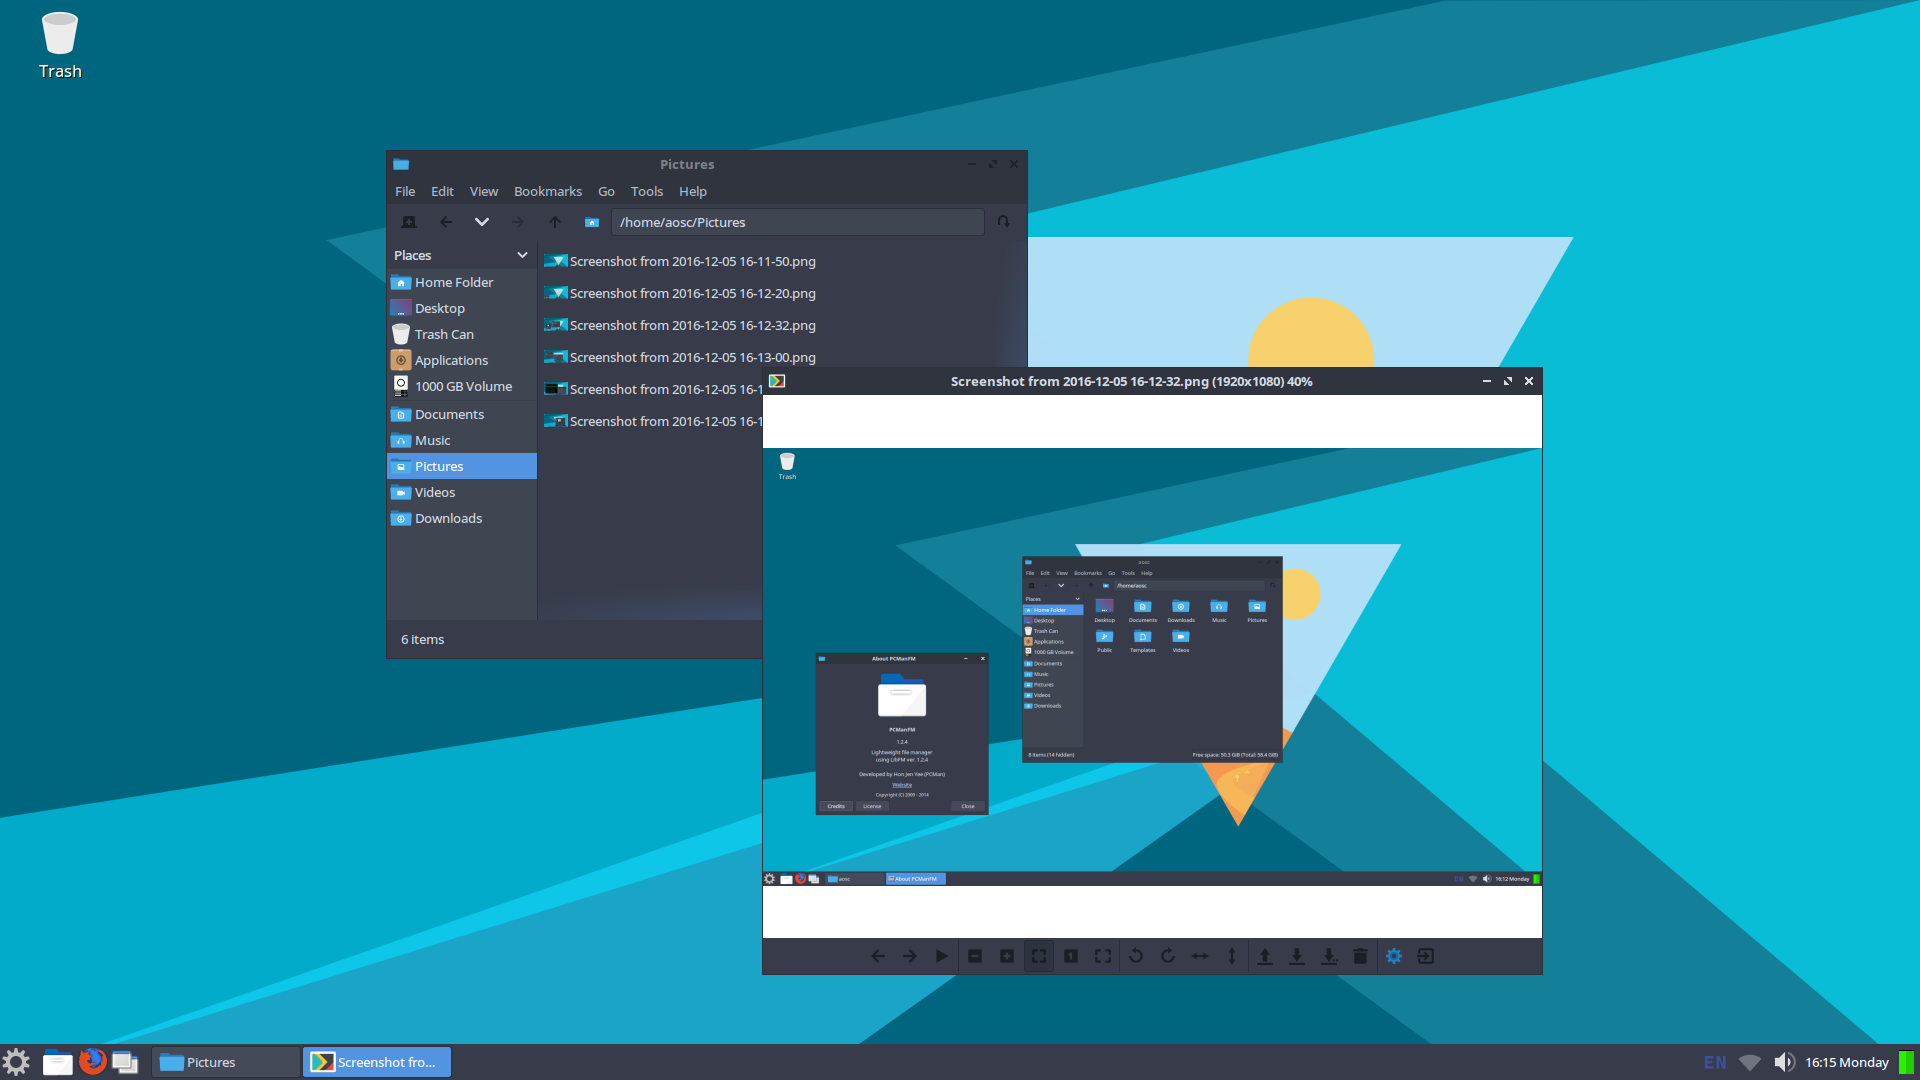 Trash
Pictures
File Edit View Bookmarks Go Tools Help
/home/aosc/Pictures
Places
Home Folder
Desktop
Trash Can
Applications
1000 GB Volume
Documents
Music
Pictures
Videos
Downloads
Screenshot from 2016-12-05 16-11-50.png
Screenshot from 2016-12-05 16-12-20.png
Screenshot from 2016-12-05 16-12-32.png
Screenshot from 2016-12-05 16-13-00.png
Screenshot from 2016-12-05 16-1
Screenshot from 2016-12-05 16-1
6 items
Screenshot from 2016-12-05 16-12-32.png (1920x1080) 40%
Trash
aosc
File Edit View Bookmarks Go Tools Help
/home/aosc
Places
Home Folder
Desktop
Trash Can
Applications
1000 GB Volume
Documents
Music
Pictures
Videos
Downloads
Desktop Documents Downloads Music Pictures
Public Templates Videos
8 items (14 hidden) Free space: 50.3 GiB (Total: 58.4 GiB)
About PCManFM
PCManFM
1.2.4
Lightweight file manager
using LibFM ver. 1.2.4
Developed by Hon Jen Yee (PCMan)
Website
Copyright (C) 2009 - 2014
Credits License Close
aosc About PCManFM EN 16:12 Monday
1
Pictures Screenshot fro... EN 16:15 Monday